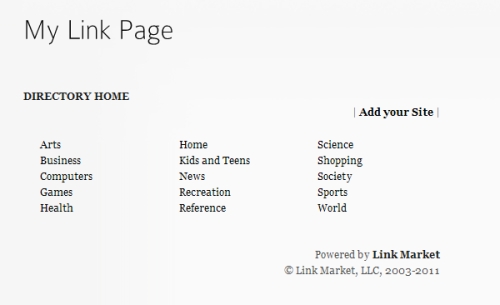 My Link Page
DIRECTORY HOME
| Add your Site |
Arts
Business
Computers
Games
Health
Home
Kids and Teens
News
Recreation
Reference
Science
Shopping
Society
Sports
World
Powered by Link Market
© Link Market, LLC, 2003-2011